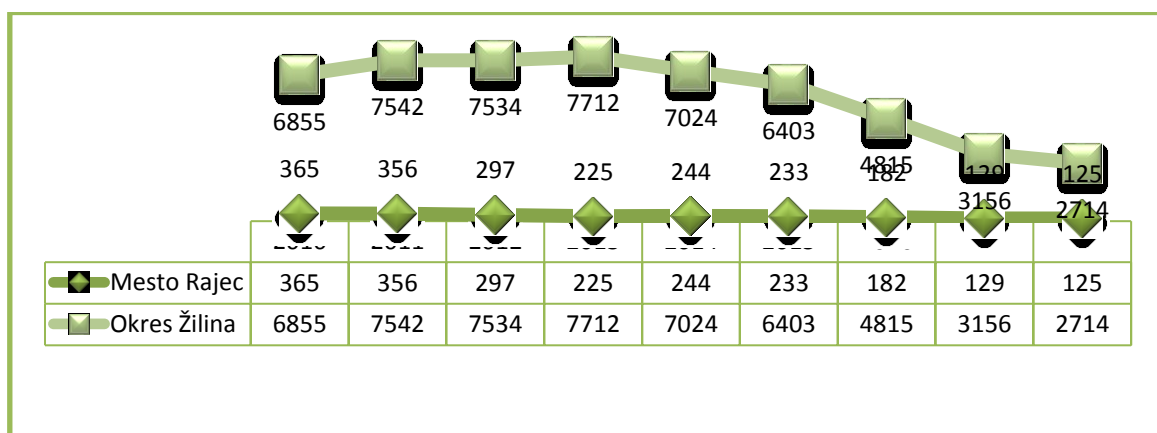 6855 7542 7534 7712 7024 6403 4815 3156 2714
365 356 297 225 244 233 182 129 125
Mesto Rajec 365 356 297 225 244 233 182 129 125
Okres Žilina 6855 7542 7534 7712 7024 6403 4815 3156 2714